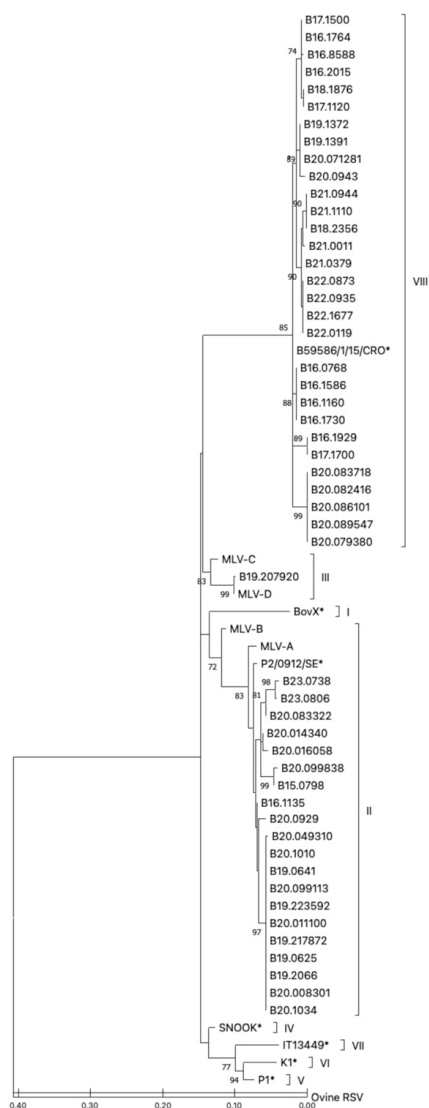 B17.1500
B16.1764
74
B16.8588
B16.2015
B18.1876
B17.1120
B19.1372
B19.1391
89
B20.071281
B20.0943
B21.0944
90
B21.1110
B18.2356
B21.0011
B21.0379
90
B22.0873
VIII
B22.0935
B22.1677
B22.0119
85
B59586/1/15/CRO*
B16.0768
B16.1586
B16.1160
88
B16.1730
89
B16.1929
B17.1700
B20.083718
B20.082416
B20.086101
99
B20.089547
B20.079380
MLV-C
83
B19.207920
III
99
MLV-D
BovX*
I
MLV-B
72
MLV-A
P2/0912/SE*
98
B23.0738
83
81
B23.0806
B20.083322
B20.014340
B20.016058
B20.099838
99
B15.0798
B16.1135
II
B20.0929
B20.049310
B20.1010
B19.0641
B20.099113
B19.223592
B20.011100
97
B19.217872
B19.0625
B19.2066
B20.008301
B20.1034
SNOOK*
IV
IT13449*
VII
77
K1*
VI
94
P1*
V
Ovine RSV
0.40
0.30
0.20
0.10
0.00